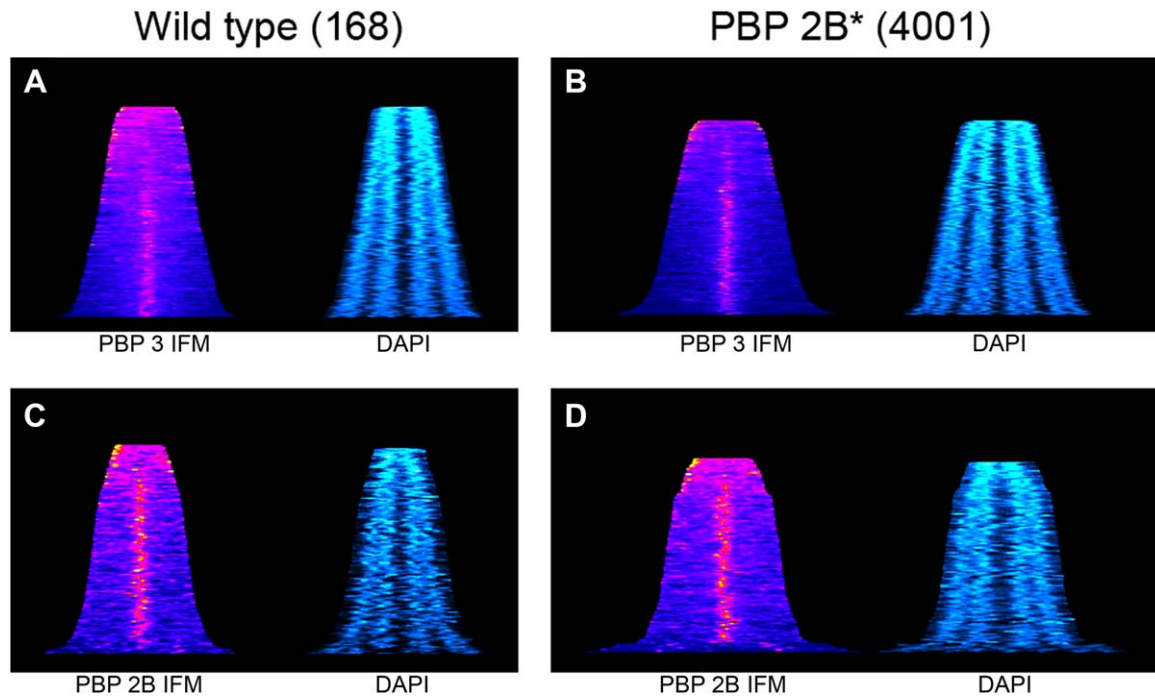 Wild type (168)
PBP 2B* (4001)
A
B
PBP 3 IFM
DAPI
PBP 3 IFM
DAPI
C
D
PBP 2B IFM
DAPI
PBP 2B IFM
DAPI